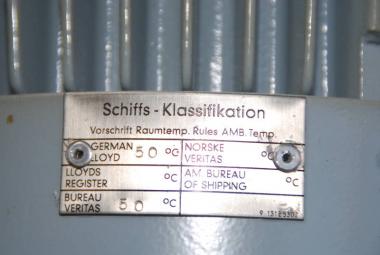 Schiffs - Klassifikation
Vorschrift Raumtemp. Rules AMB. Temp.
GERMAN LLOYD 50 °C
NORSKE VERITAS °C
LLOYDS REGISTER °C
AM. BUREAU OF SHIPPING °C
BUREAU VERITAS 50 °C